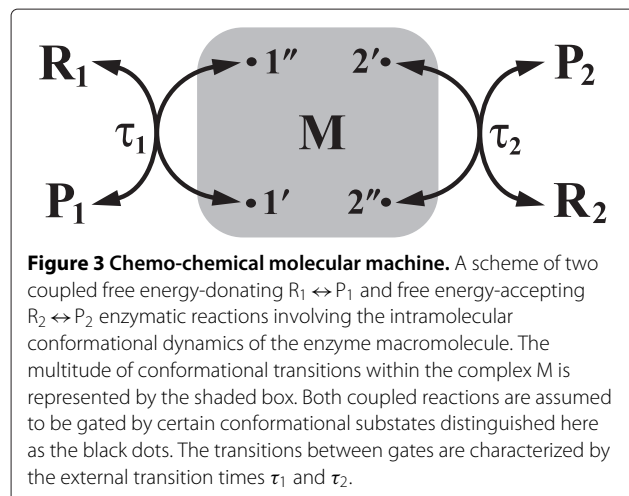 R₁ 1″ 2′ P₂
τ₁ M τ₂
P₁ 1′ 2″ R₂
Figure 3 Chemo-chemical molecular machine. A scheme of two
coupled free energy-donating R₁ ↔ P₁ and free energy-accepting
R₂ ↔ P₂ enzymatic reactions involving the intramolecular
conformational dynamics of the enzyme macromolecule. The
multitude of conformational transitions within the complex M is
represented by the shaded box. Both coupled reactions are assumed
to be gated by certain conformational substates distinguished here
as the black dots. The transitions between gates are characterized by
the external transition times τ₁ and τ₂.